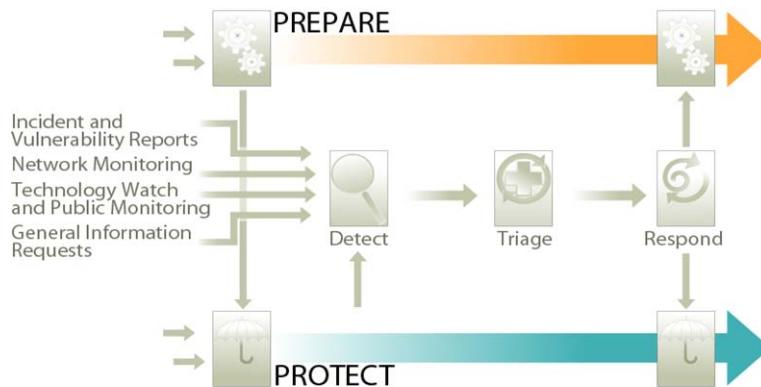 PREPARE
Incident and
Vulnerability Reports
Network Monitoring
Technology Watch
and Public Monitoring
General Information
Requests
Detect
Triage
Respond
PROTECT